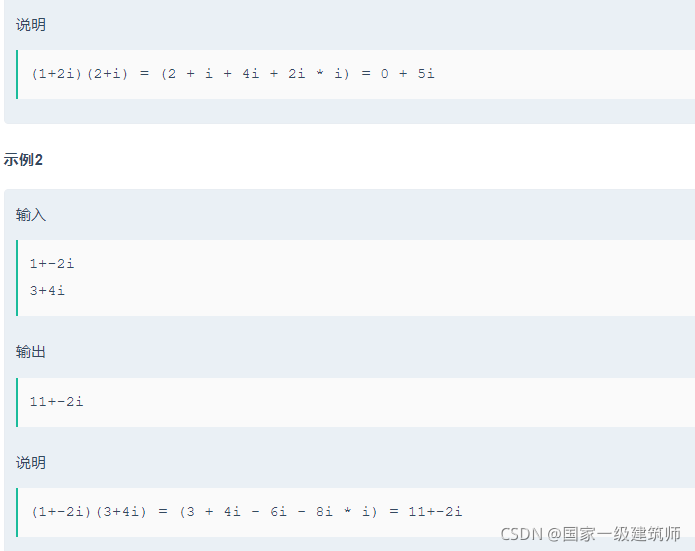 说明
(1+2i)(2+i) = (2 + i + 4i + 2i * i) = 0 + 5i
示例2
输入
1+-2i
3+4i
输出
11+-2i
说明
(1+-2i)(3+4i) = (3 + 4i - 6i - 8i * i) = 11+-2i
CSDN @国家一级建筑师